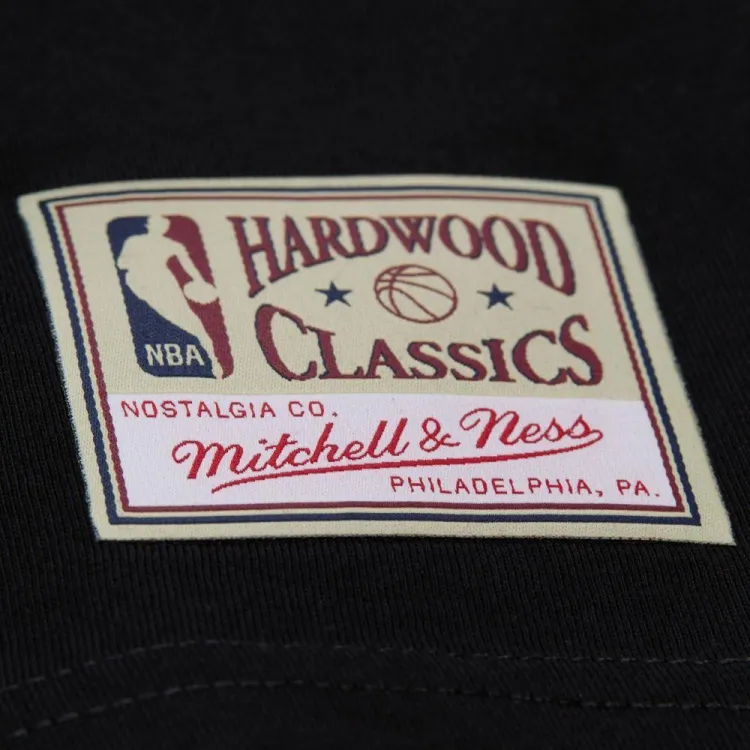 HARDWOOD
CLASSICS
NBA
NOSTALGIA CO.
Mitchell & Ness
PHILADELPHIA, PA.